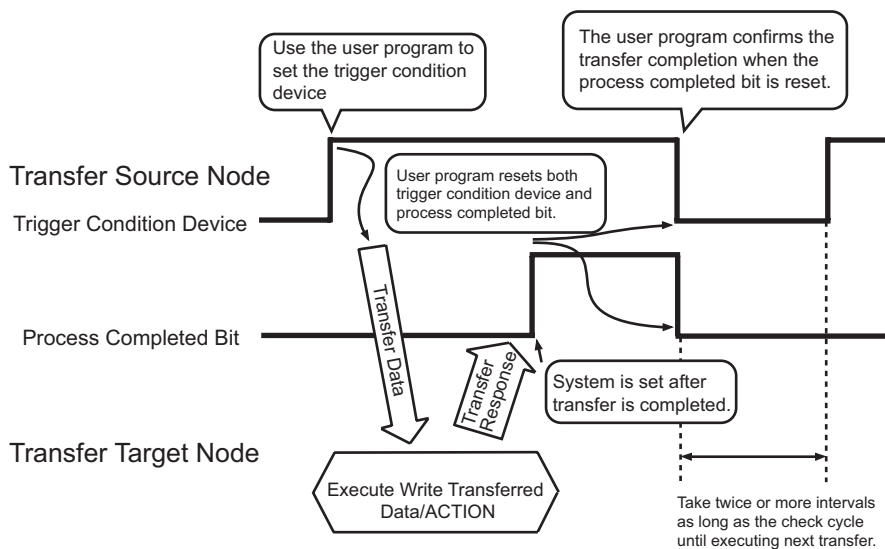 Use the user program to
set the trigger condition
device
The user program confirms the
transfer completion when the
process completed bit is reset.
Transfer Source Node
Trigger Condition Device
User program resets both
trigger condition device and
process completed bit.
Transfer Data
Process Completed Bit
Transfer
Response
System is set after
transfer is completed.
Transfer Target Node
Execute Write Transferred
Data/ACTION
Take twice or more intervals
as long as the check cycle
until executing next transfer.